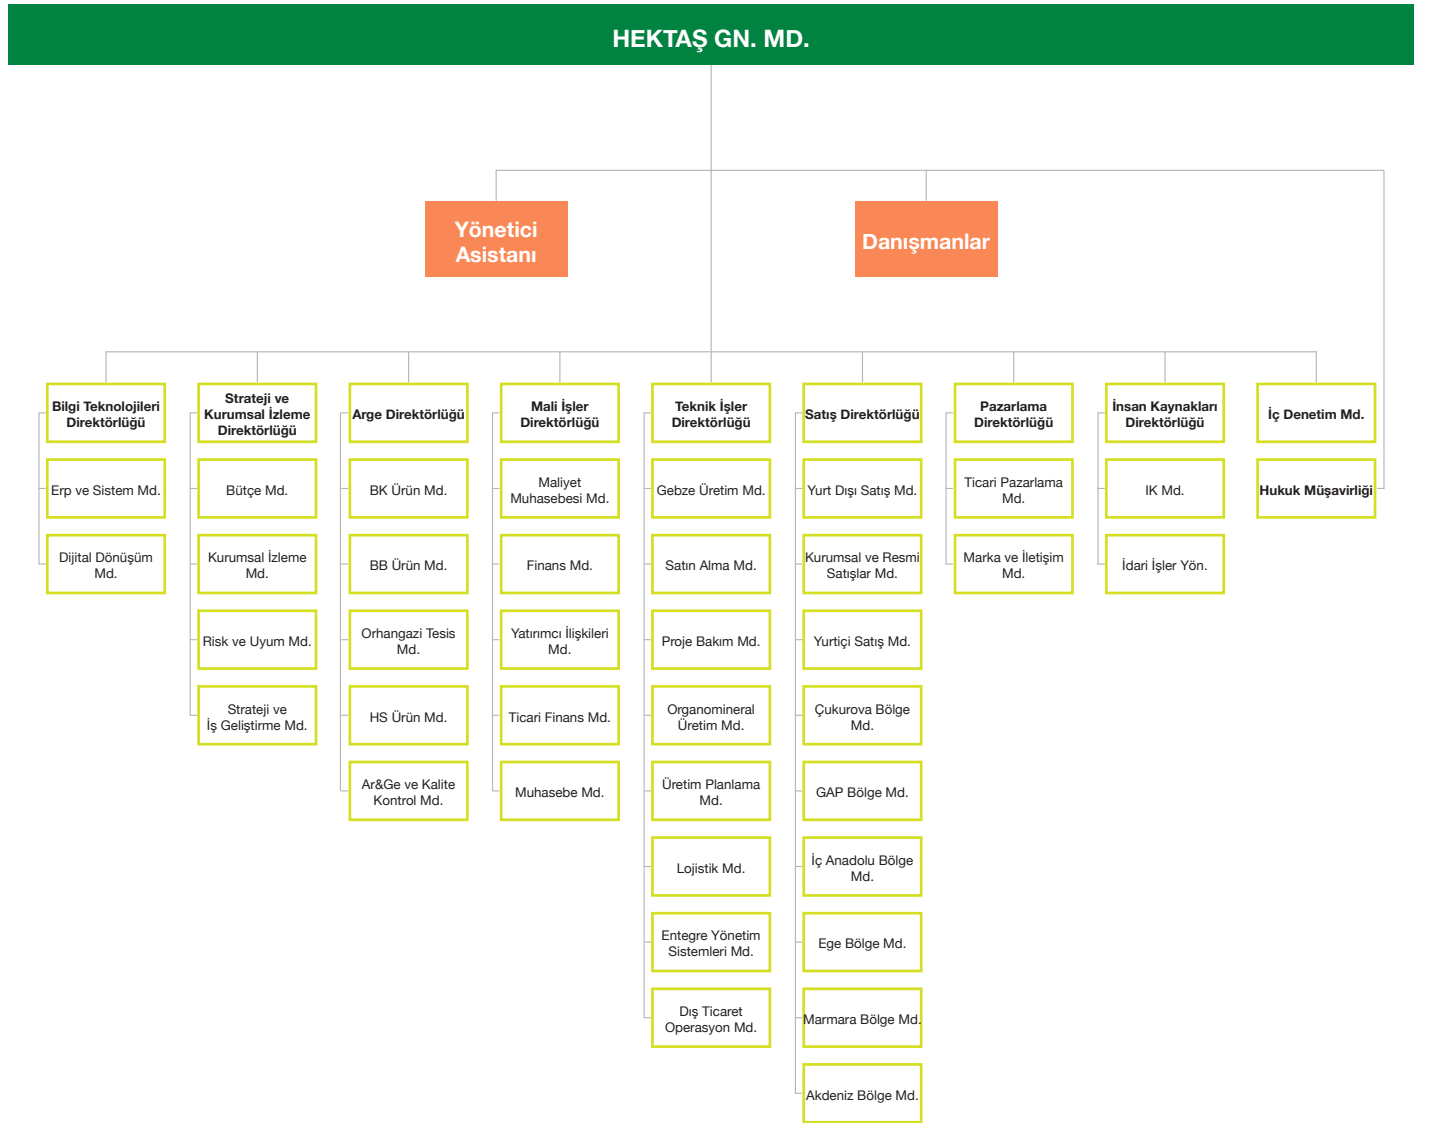 HEKTAŞ GN. MD.
Yönetici
Asistanı
Danışmanlar
Bilgi Teknolojileri
Direktörlüğü
Erp ve Sistem Md.
Dijital Dönüşüm
Md.
Strateji ve
Kurumsal İzleme
Direktörlüğü
Bütçe Md.
Kurumsal İzleme
Md.
Risk ve Uyum Md.
Strateji ve
İş Geliştirme Md.
Arge Direktörlüğü
BK Ürün Md.
BB Ürün Md.
Orhangazi Tesis
Md.
HS Ürün Md.
Ar&Ge ve Kalite
Kontrol Md.
Mali İşler
Direktörlüğü
Maliyet
Muhasebesi Md.
Finans Md.
Yatırımcı İlişkileri
Md.
Ticari Finans Md.
Muhasebe Md.
Teknik İşler
Direktörlüğü
Gebze Üretim Md.
Satın Alma Md.
Proje Bakım Md.
Organomineral
Üretim Md.
Üretim Planlama
Md.
Lojistik Md.
Entegre Yönetim
Sistemleri Md.
Dış Ticaret
Operasyon Md.
Satış Direktörlüğü
Yurt Dışı Satış Md.
Kurumsal ve Resmi
Satışlar Md.
Yurtiçi Satış Md.
Çukurova Bölge
Md.
GAP Bölge Md.
İç Anadolu Bölge
Md.
Ege Bölge Md.
Marmara Bölge Md.
Akdeniz Bölge Md.
Pazarlama
Direktörlüğü
Ticari Pazarlama
Md.
Marka ve İletişim
Md.
İnsan Kaynakları
Direktörlüğü
IK Md.
İdari İşler Yön.
İç Denetim Md.
Hukuk Müşavirliği